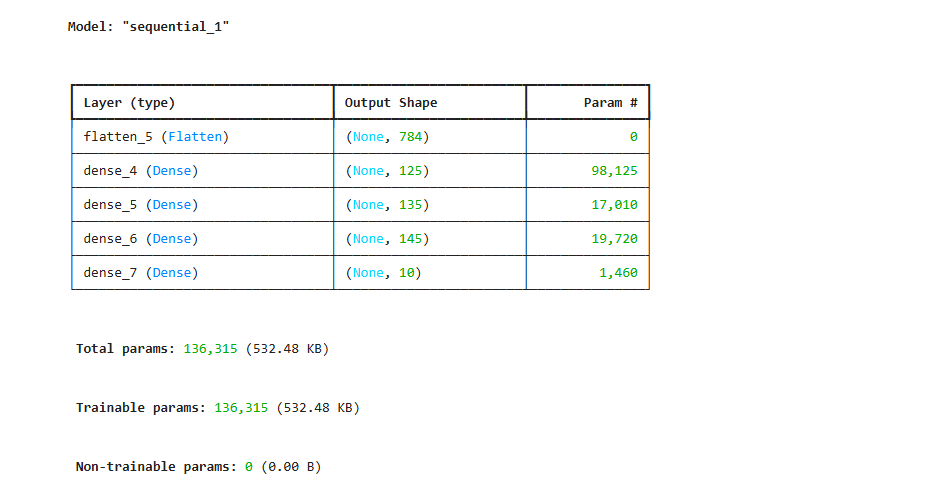 Model: "sequential_1"
Layer (type) Output Shape Param #
flatten_5 (Flatten) (None, 784) 0
dense_4 (Dense) (None, 125) 98,125
dense_5 (Dense) (None, 135) 17,010
dense_6 (Dense) (None, 145) 19,720
dense_7 (Dense) (None, 10) 1,460
Total params: 136,315 (532.48 KB)
Trainable params: 136,315 (532.48 KB)
Non-trainable params: 0 (0.00 B)